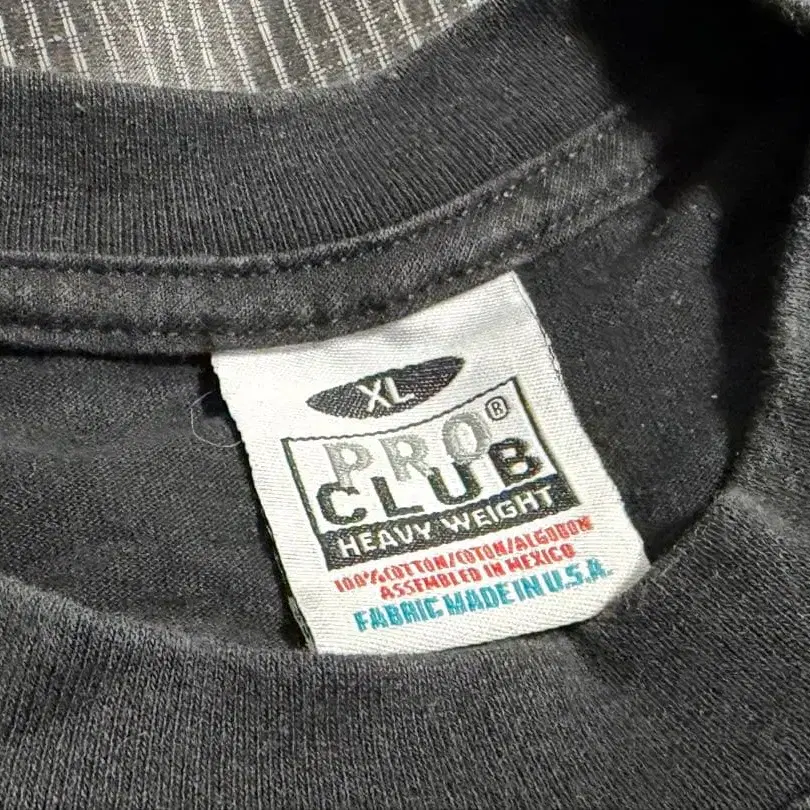 XL
PRO®
CLUB
HEAVY WEIGHT
100%COTTON/COTON/ALGODON
ASSEMBLED IN MEXICO
FABRIC MADE IN U.S.A.